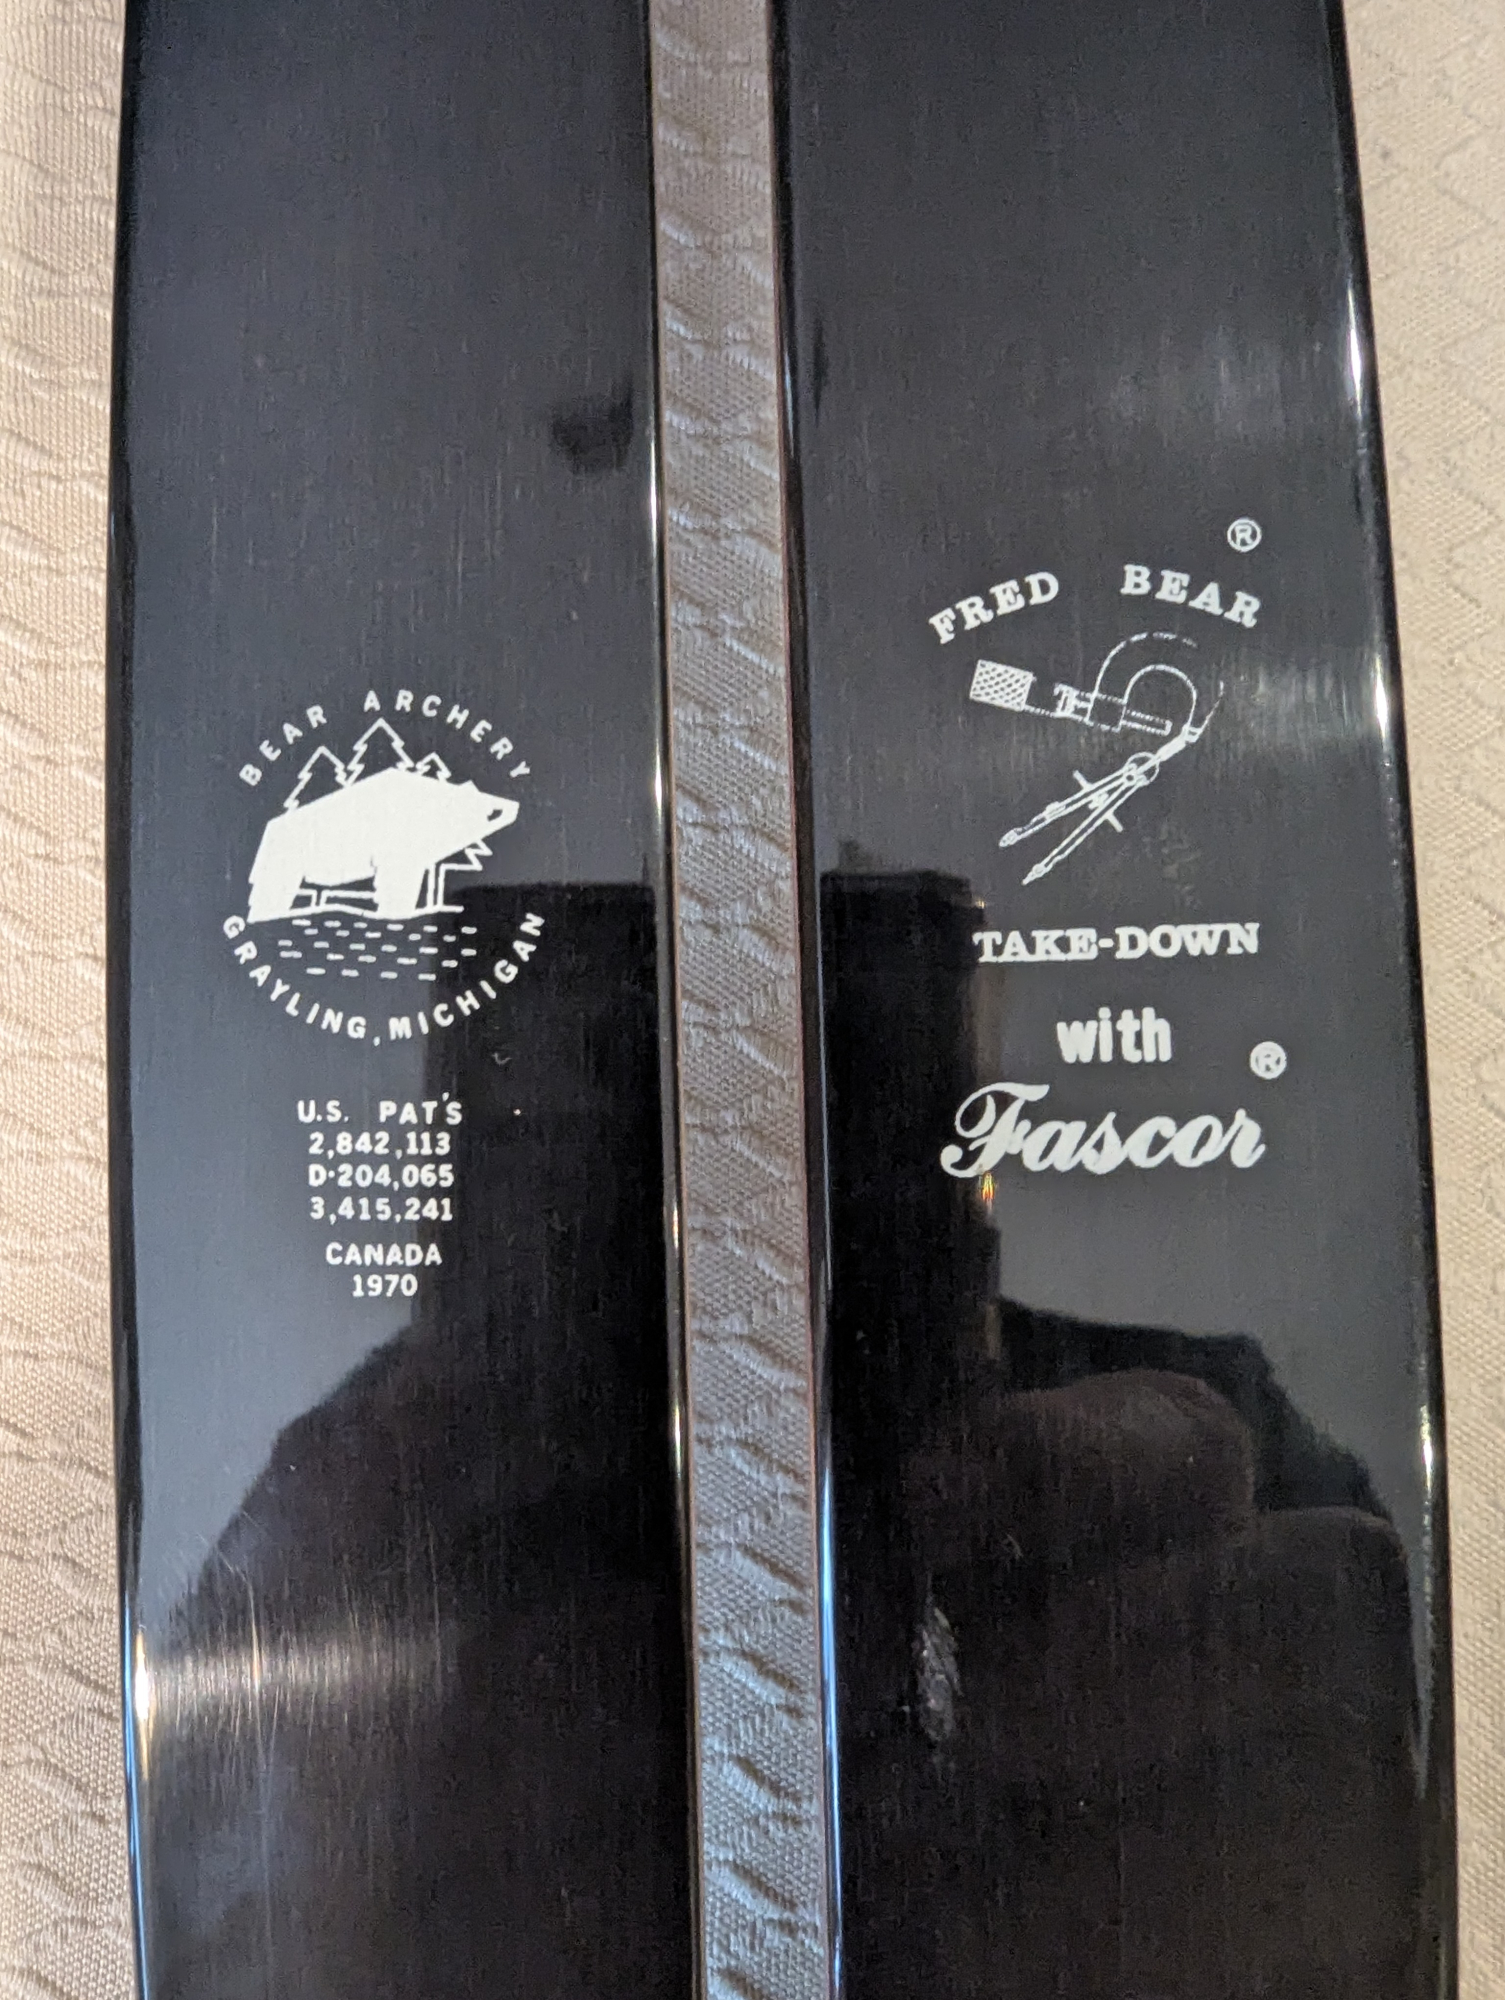 BEAR ARCHERY
GRAYLING, MICHIGAN
U.S. PAT'S
2,842,113
D·204,065
3,415,241
CANADA
1970
®
FRED BEAR
TAKE-DOWN
with
Fascor ®